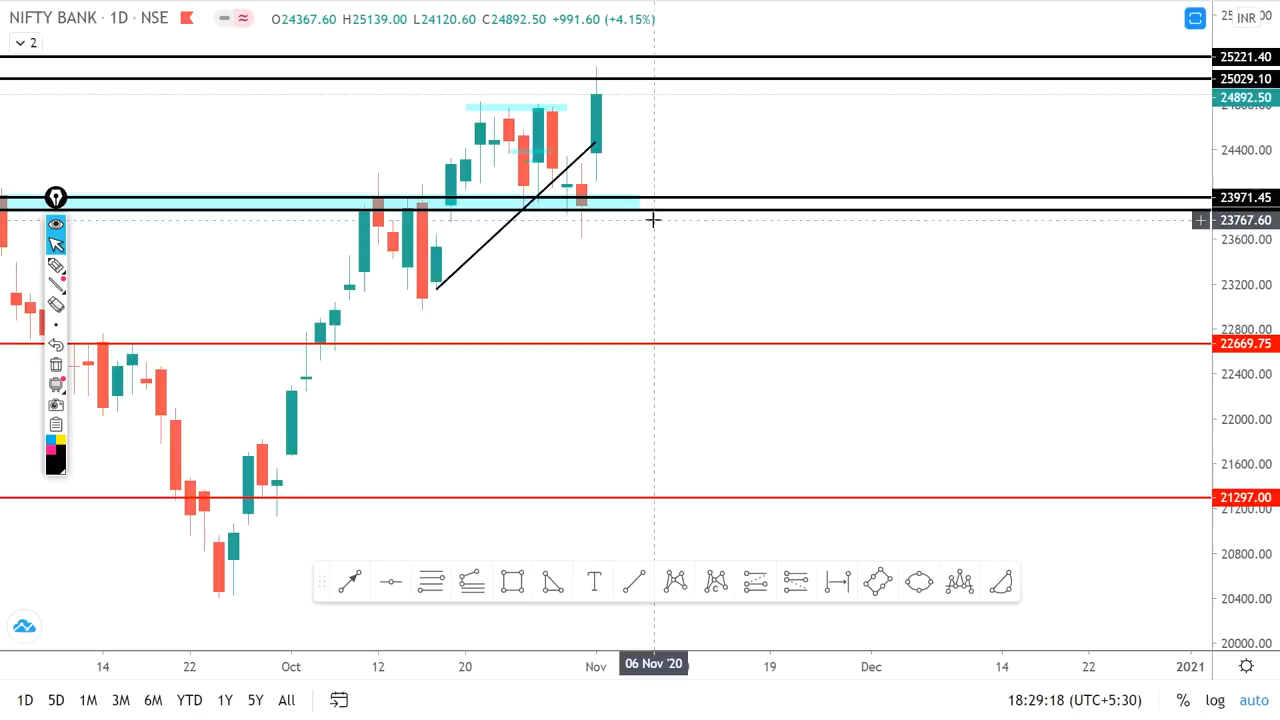 NIFTY BANK · 1D · NSE
O24367.60 H25139.00 L24120.60 C24892.50 +991.60 (+4.15%)
INR
2
25221.40
25029.10
24892.50
24400.00
23971.45
23767.60
23600.00
23200.00
22800.00
22669.75
22400.00
22000.00
21600.00
21297.00
21200.00
20800.00
20400.00
20000.00
T
C
14 22 Oct 12 20 Nov 06 Nov '20 19 Dec 14 22 2021
1D 5D 1M 3M 6M YTD 1Y 5Y All
18:29:18 (UTC+5:30) % log auto